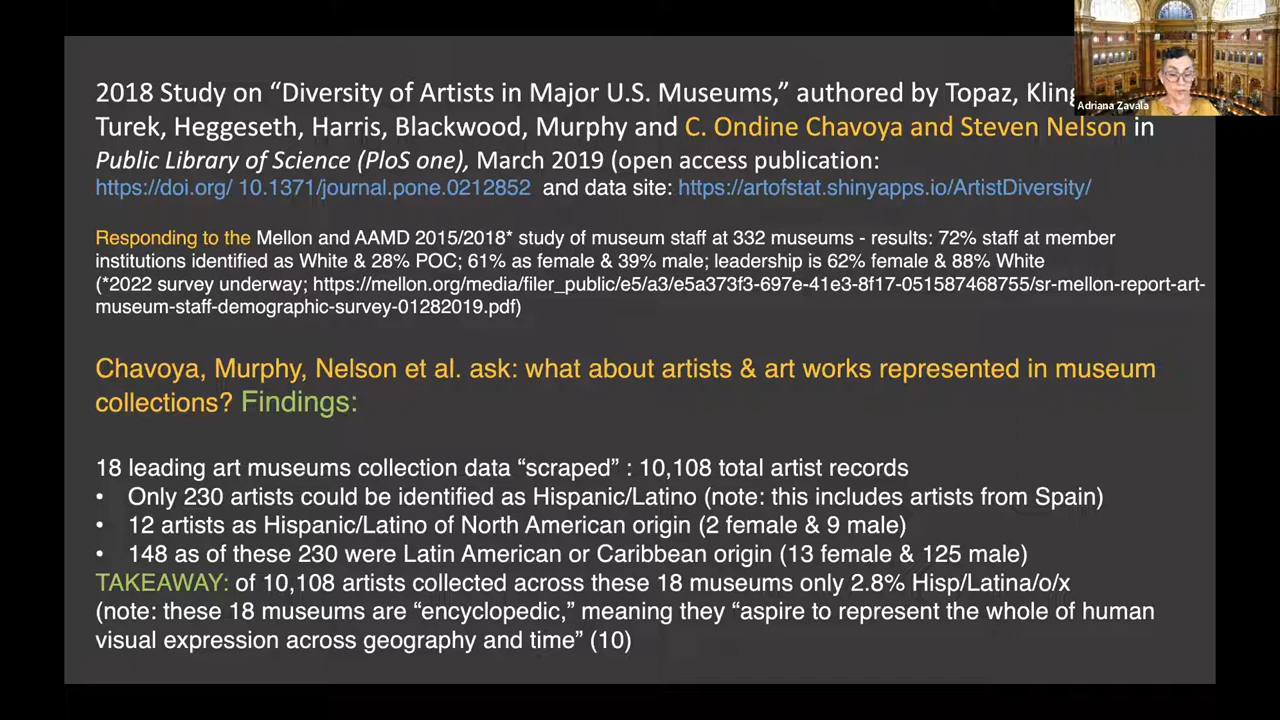 2018 Study on “Diversity of Artists in Major U.S. Museums,” authored by Topaz,
Adriana Zavala
Turek, Heggeseth, Harris, Blackwood, Murphy and C. Ondine Chavoya and Steven Nelson in
Public Library of Science (PloS one), March 2019 (open access publication:
https://doi.org/ 10.1371/journal.pone.0212852 and data site: https://artofstat.shinyapps.io/ArtistDiversity/
Responding to the Mellon and AAMD 2015/2018* study of museum staff at 332 museums - results: 72% staff at member
institutions identified as White & 28% POC; 61% as female & 39% male; leadership is 62% female & 88% White
(*2022 survey underway; https://mellon.org/media/filer_public/e5/a3/e5a373f3-697e-41e3-8f17-051587468755/sr-mellon-report-art-
museum-staff-demographic-survey-01282019.pdf)
Chavoya, Murphy, Nelson et al. ask: what about artists & art works represented in museum
collections? Findings:
18 leading art museums collection data “scraped” : 10,108 total artist records
• Only 230 artists could be identified as Hispanic/Latino (note: this includes artists from Spain)
• 12 artists as Hispanic/Latino of North American origin (2 female & 9 male)
• 148 as of these 230 were Latin American or Caribbean origin (13 female & 125 male)
TAKEAWAY: of 10,108 artists collected across these 18 museums only 2.8% Hisp/Latina/o/x
(note: these 18 museums are “encyclopedic,” meaning they “aspire to represent the whole of human
visual expression across geography and time” (10)